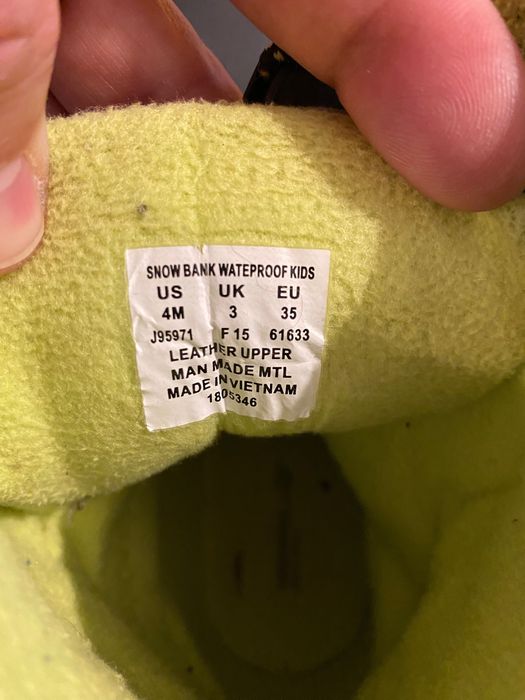 SNOW BANK WATEPROOF KIDS
US UK EU
4M 3 35
J95971 F 15 61633
LEATHER UPPER
MAN MADE MTL
MADE IN VIETNAM
1805346